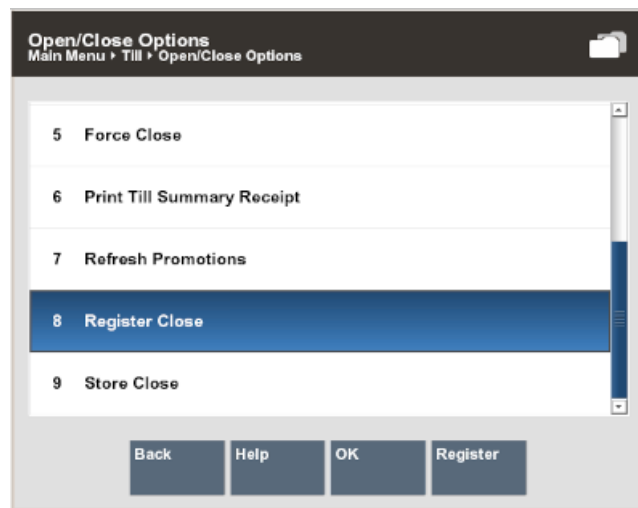 Open/Close Options
Main Menu ▸ Till ▸ Open/Close Options
5 Force Close
6 Print Till Summary Receipt
7 Refresh Promotions
8 Register Close
9 Store Close
Back Help OK Register